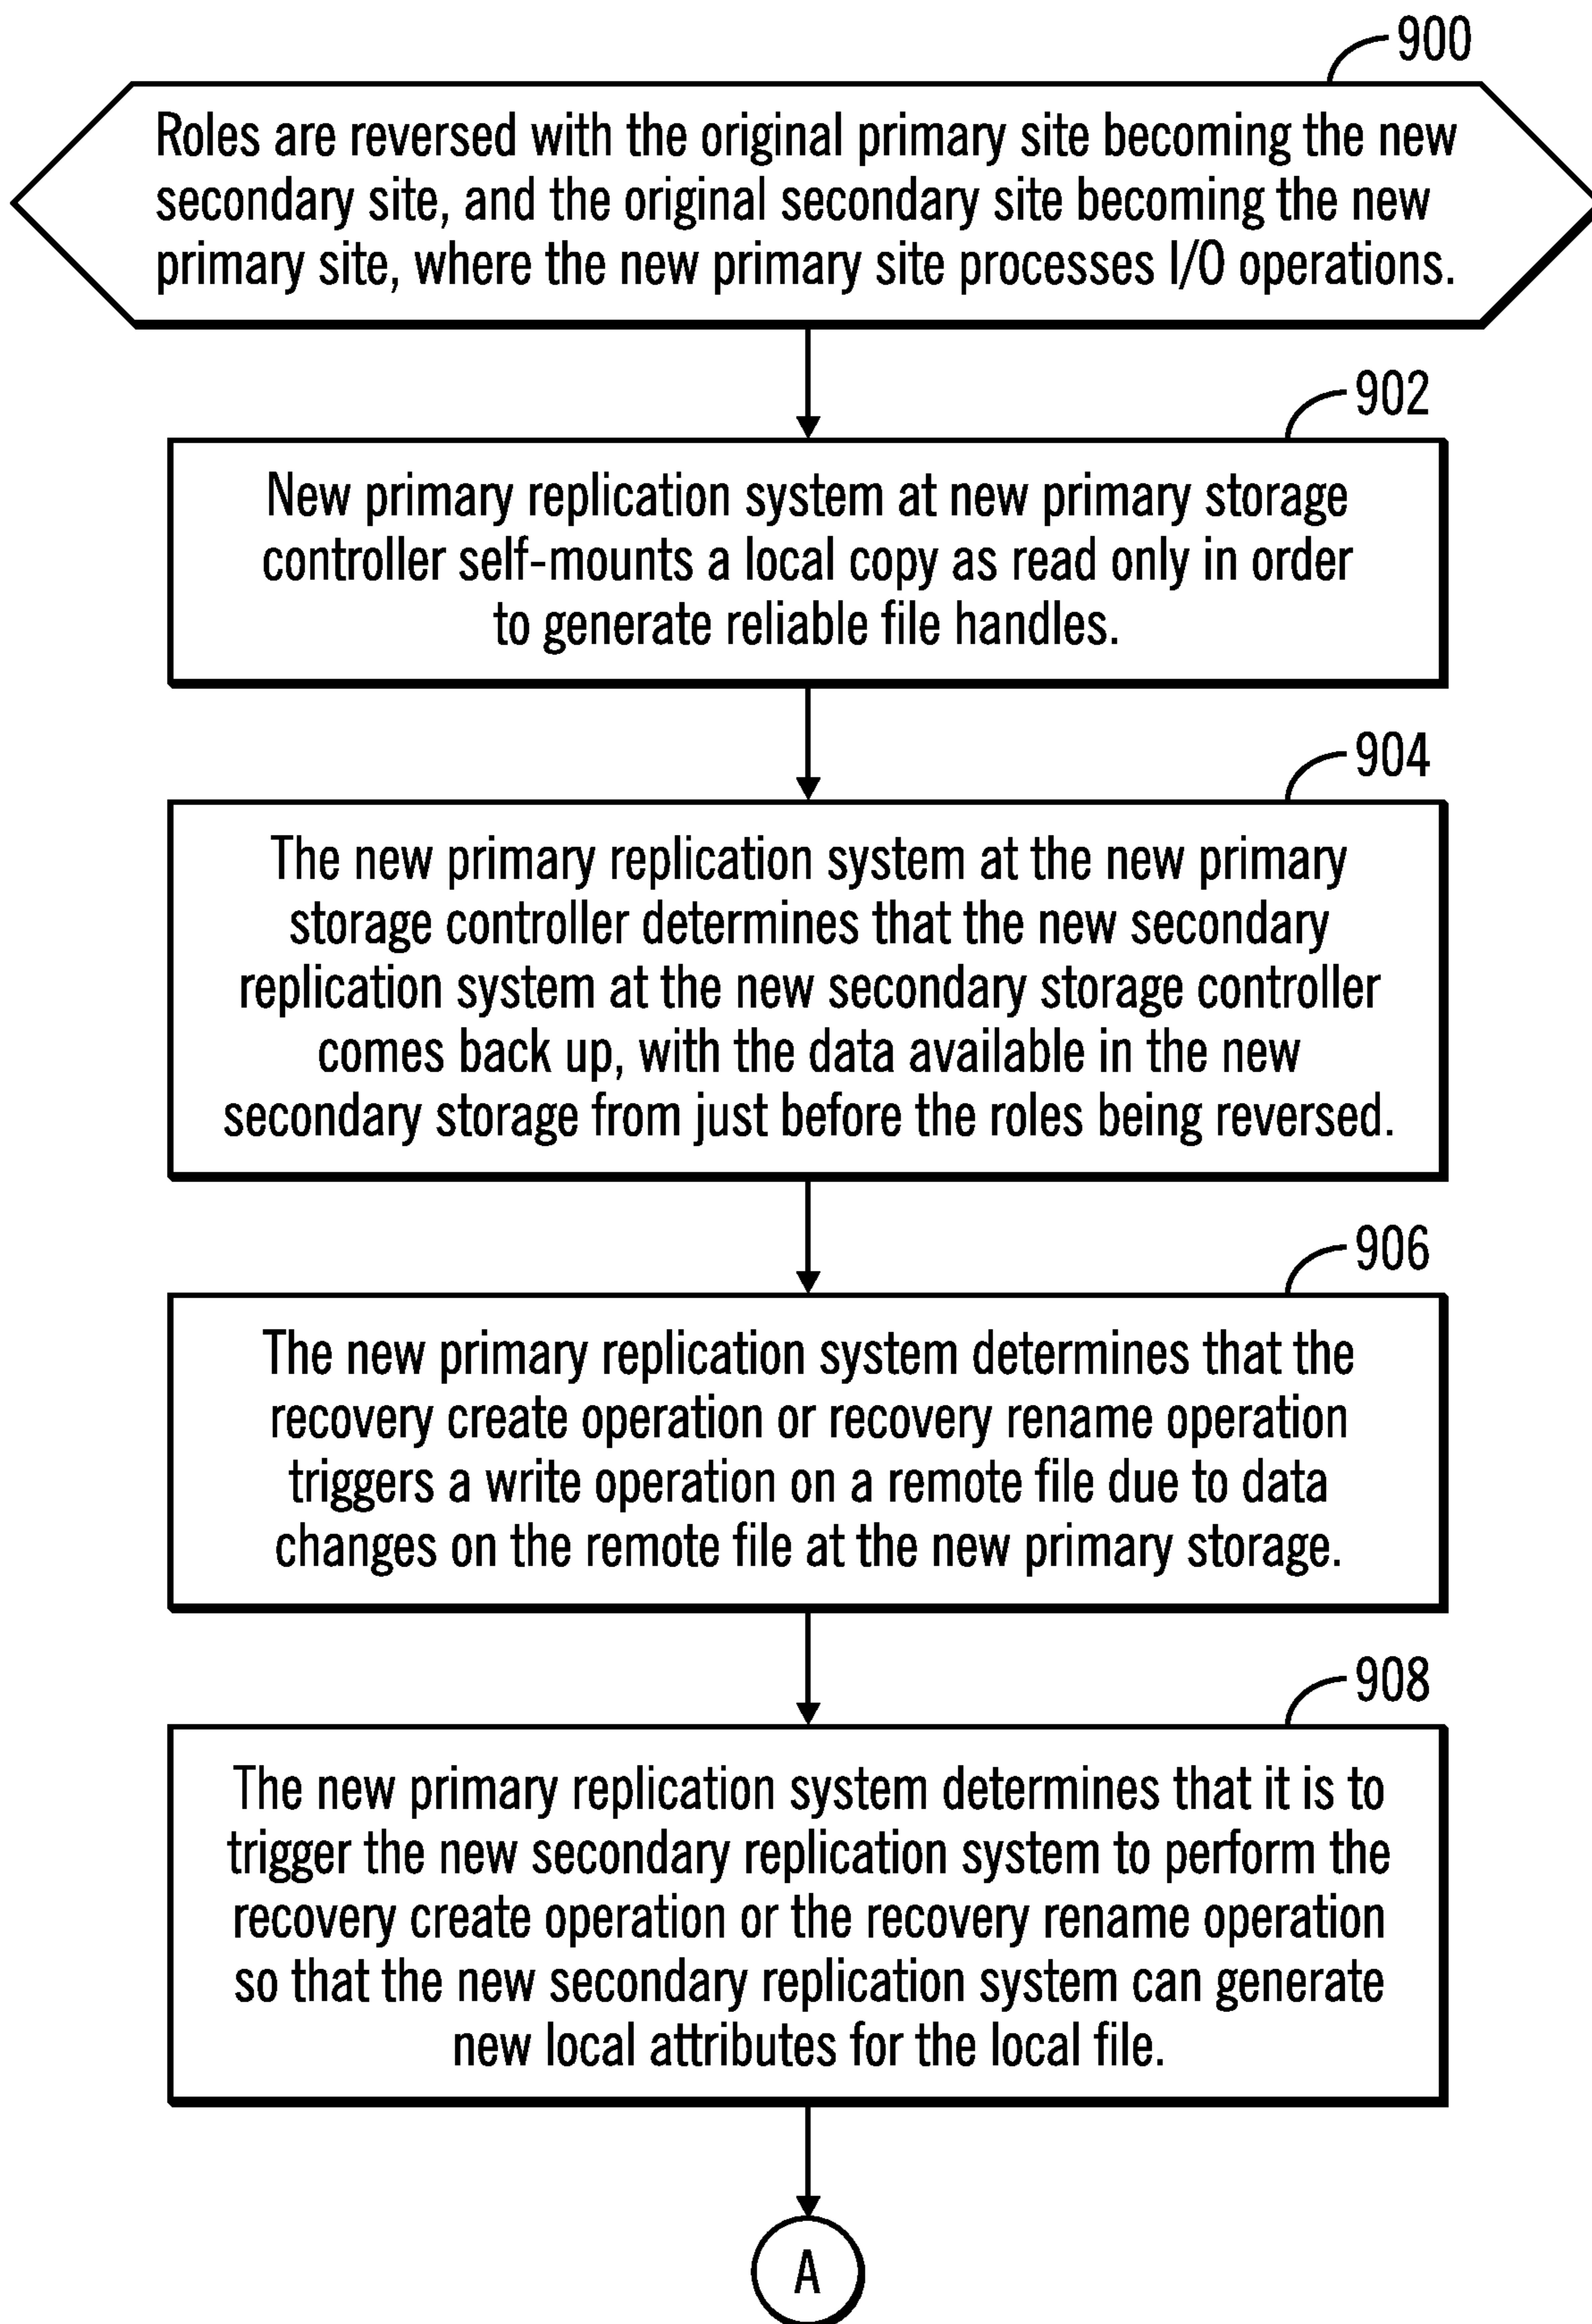 900
Roles are reversed with the original primary site becoming the new
secondary site, and the original secondary site becoming the new
primary site, where the new primary site processes I/O operations.
902
New primary replication system at new primary storage
controller self-mounts a local copy as read only in order
to generate reliable file handles.
904
The new primary replication system at the new primary
storage controller determines that the new secondary
replication system at the new secondary storage controller
comes back up, with the data available in the new
secondary storage from just before the roles being reversed.
906
The new primary replication system determines that the
recovery create operation or recovery rename operation
triggers a write operation on a remote file due to data
changes on the remote file at the new primary storage.
908
The new primary replication system determines that it is to
trigger the new secondary replication system to perform the
recovery create operation or the recovery rename operation
so that the new secondary replication system can generate
new local attributes for the local file.
A